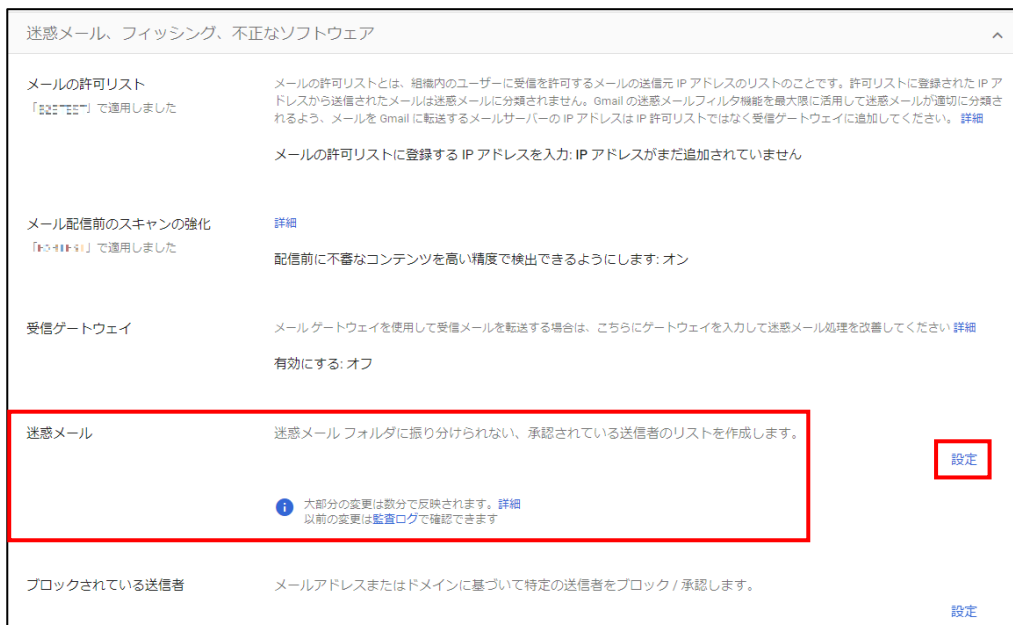 迷惑メール、フィッシング、不正なソフトウェア
メールの許可リスト
「」で適用しました
メールの許可リストとは、組織内のユーザーに受信を許可するメールの送信元 IP アドレスのリストのことです。許可リストに登録された IP ア
ドレスから送信されたメールは迷惑メールに分類されません。Gmail の迷惑メールフィルタ機能を最大限に活用して迷惑メールが適切に分類さ
れるよう、メールを Gmail に転送するメールサーバーの IP アドレスは IP 許可リストではなく受信ゲートウェイに追加してください。 詳細
メールの許可リストに登録する IP アドレスを入力: IP アドレスがまだ追加されていません
メール配信前のスキャンの強化
「」で適用しました
詳細
配信前に不審なコンテンツを高い精度で検出できるようにします: オン
受信ゲートウェイ
メール ゲートウェイを使用して受信メールを転送する場合は、こちらにゲートウェイを入力して迷惑メール処理を改善してください 詳細
有効にする: オフ
迷惑メール
迷惑メール フォルダに振り分けられない、承認されている送信者のリストを作成します。
設定
大部分の変更は数分で反映されます。詳細
以前の変更は監査ログで確認できます
ブロックされている送信者
メールアドレスまたはドメインに基づいて特定の送信者をブロック / 承認します。
設定